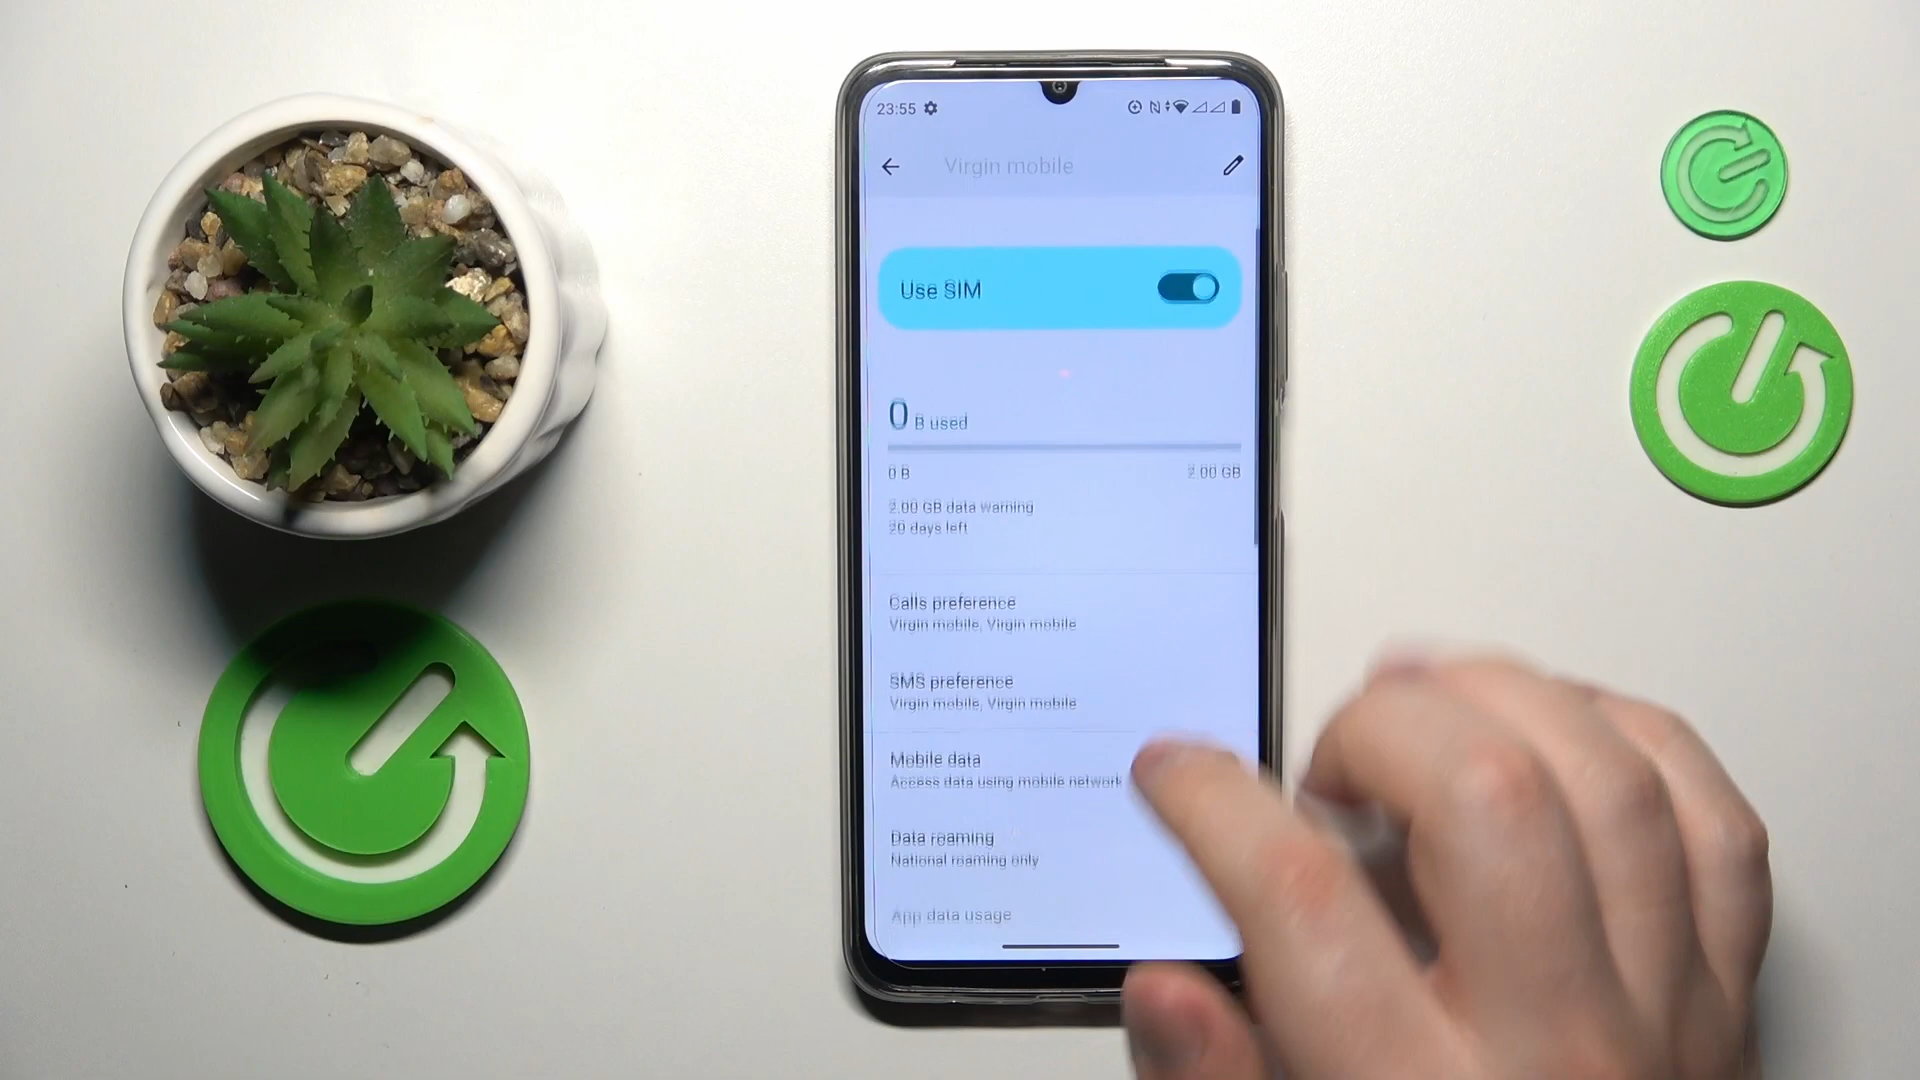 23:55
Virgin mobile
Use SIM
0 B used
0 B 2.00 GB
2.00 GB data warning
20 days left
Calls preference
Virgin mobile, Virgin mobile
SMS preference
Virgin mobile, Virgin mobile
Mobile data
Access data using mobile network
Data roaming
National roaming only
App data usage